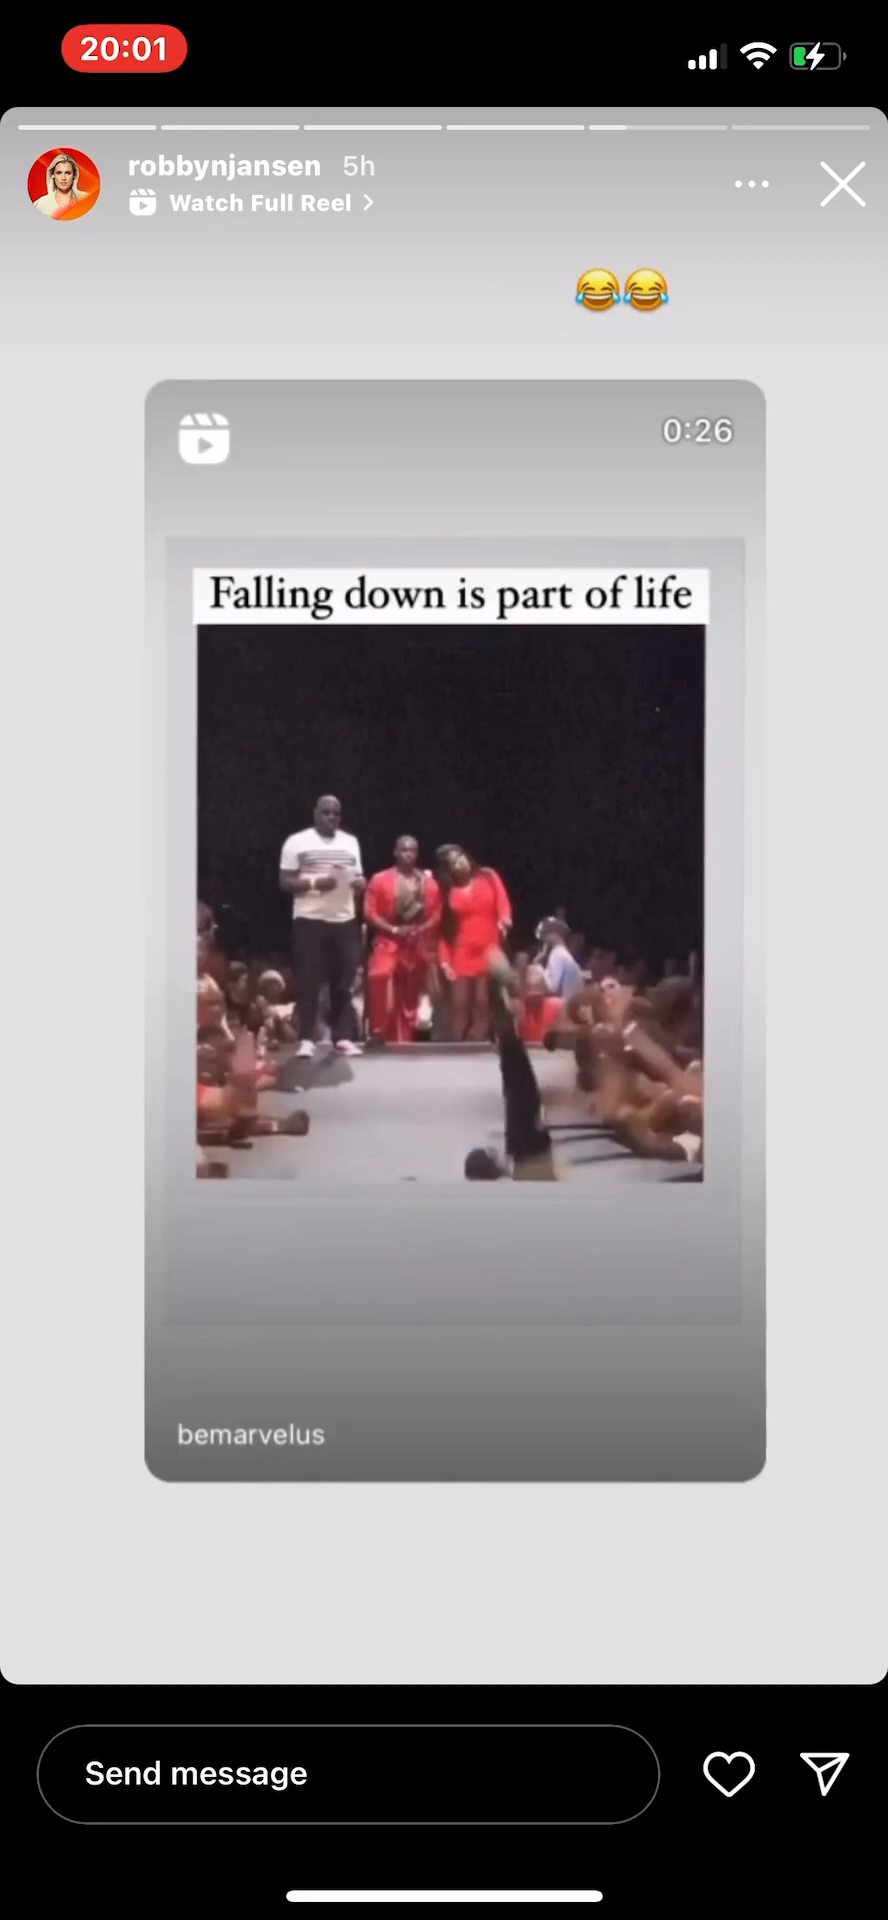 20:01
robbynjansen 5h
Watch Full Reel
😂😂
0:26
Falling down is part of life
bemarvelus
Send message